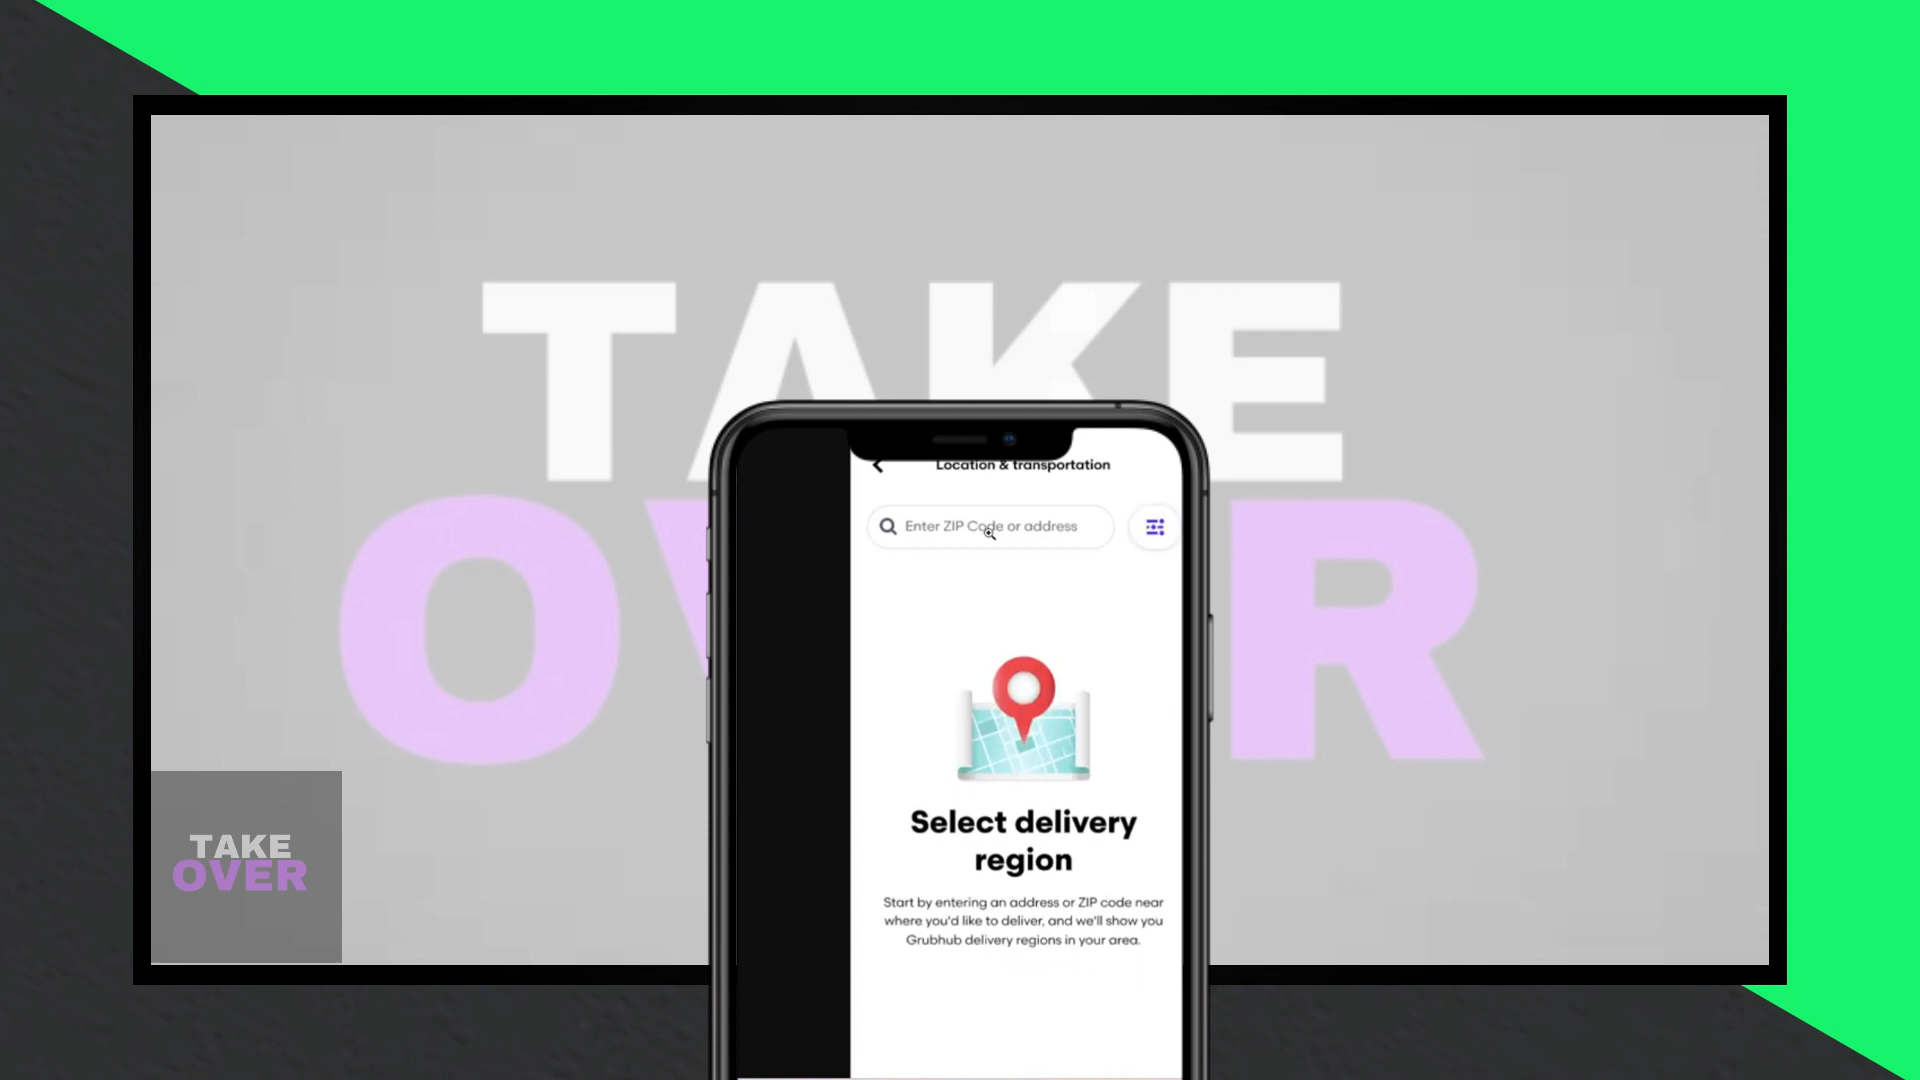 TAKE
OVER
Location & transportation
Enter ZIP Code or address
Select delivery
region
Start by entering an address or ZIP code near
where you'd like to deliver, and we'll show you
Grubhub delivery regions in your area.
TAKE
OVER